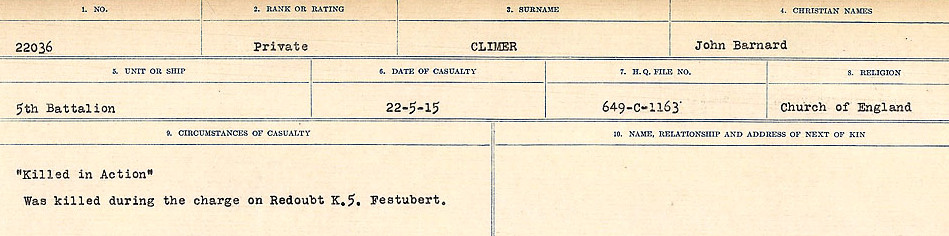 1. NO. 2. RANK OR RATING 3. SURNAME 4. CHRISTIAN NAMES
22036 Private CLIMER John Barnard
5. UNIT OR SHIP 6. DATE OF CASUALTY 7. H.Q. FILE NO. 8. RELIGION
5th Battalion 22-5-15 649-C-1163 Church of England
9. CIRCUMSTANCES OF CASUALTY 10. NAME, RELATIONSHIP AND ADDRESS OF NEXT OF KIN
"Killed in Action"
Was killed during the charge on Redoubt K.5. Festubert.